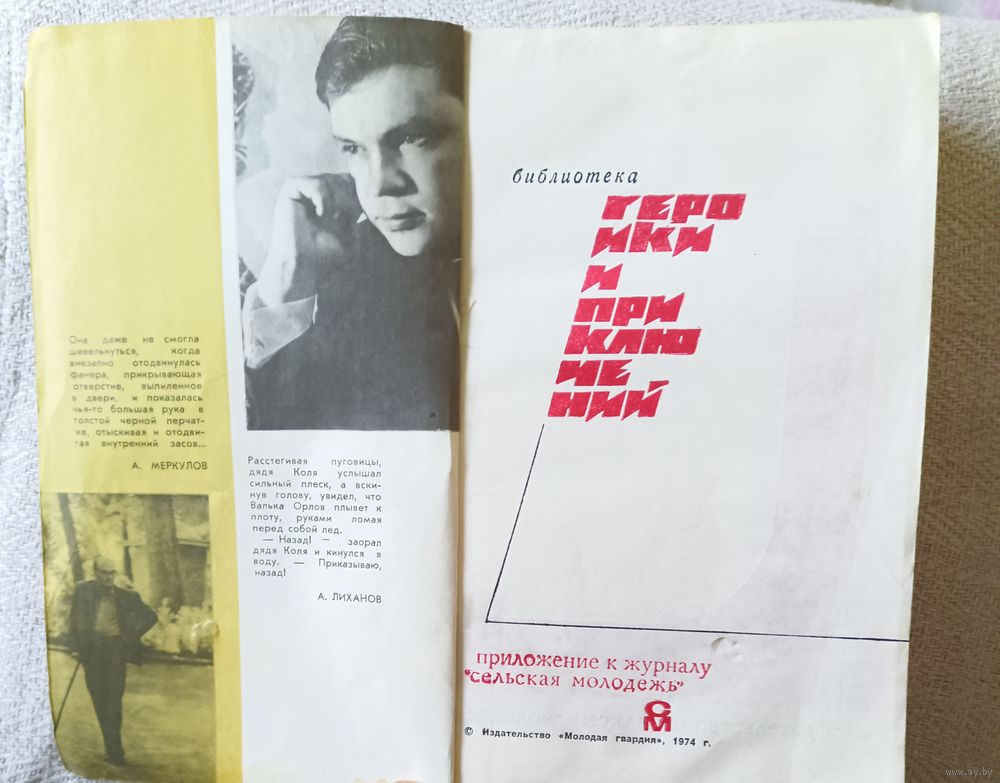 Она даже не смогла
шевельнуться, когда
внезапно отодвинулась
фанера, прикрывающая
отверстие, выпиленное
в двери, и показалась
чья-то большая рука в
толстой черной перчат-
ке, отыскивая и отодви-
гая внутренний засов...
А. МЕРКУЛОВ
Расстегивая пуговицы,
дядя Коля услышал
сильный плеск, а вски-
нув голову, увидел, что
Валька Орлов плывет к
плоту, руками ломая
перед собой лед.
— Назад! — заорал
дядя Коля и кинулся в
воду. — Приказываю,
назад!
А. ЛИХАНОВ
библиотека
ГЕРО
ИКИ
И
ПРИ
КЛЮ
ЧЕ
НИЙ
приложение к журналу
"сельская молодежь"
СМ
© Издательство «Молодая гвардия», 1974 г.
www.ay.by